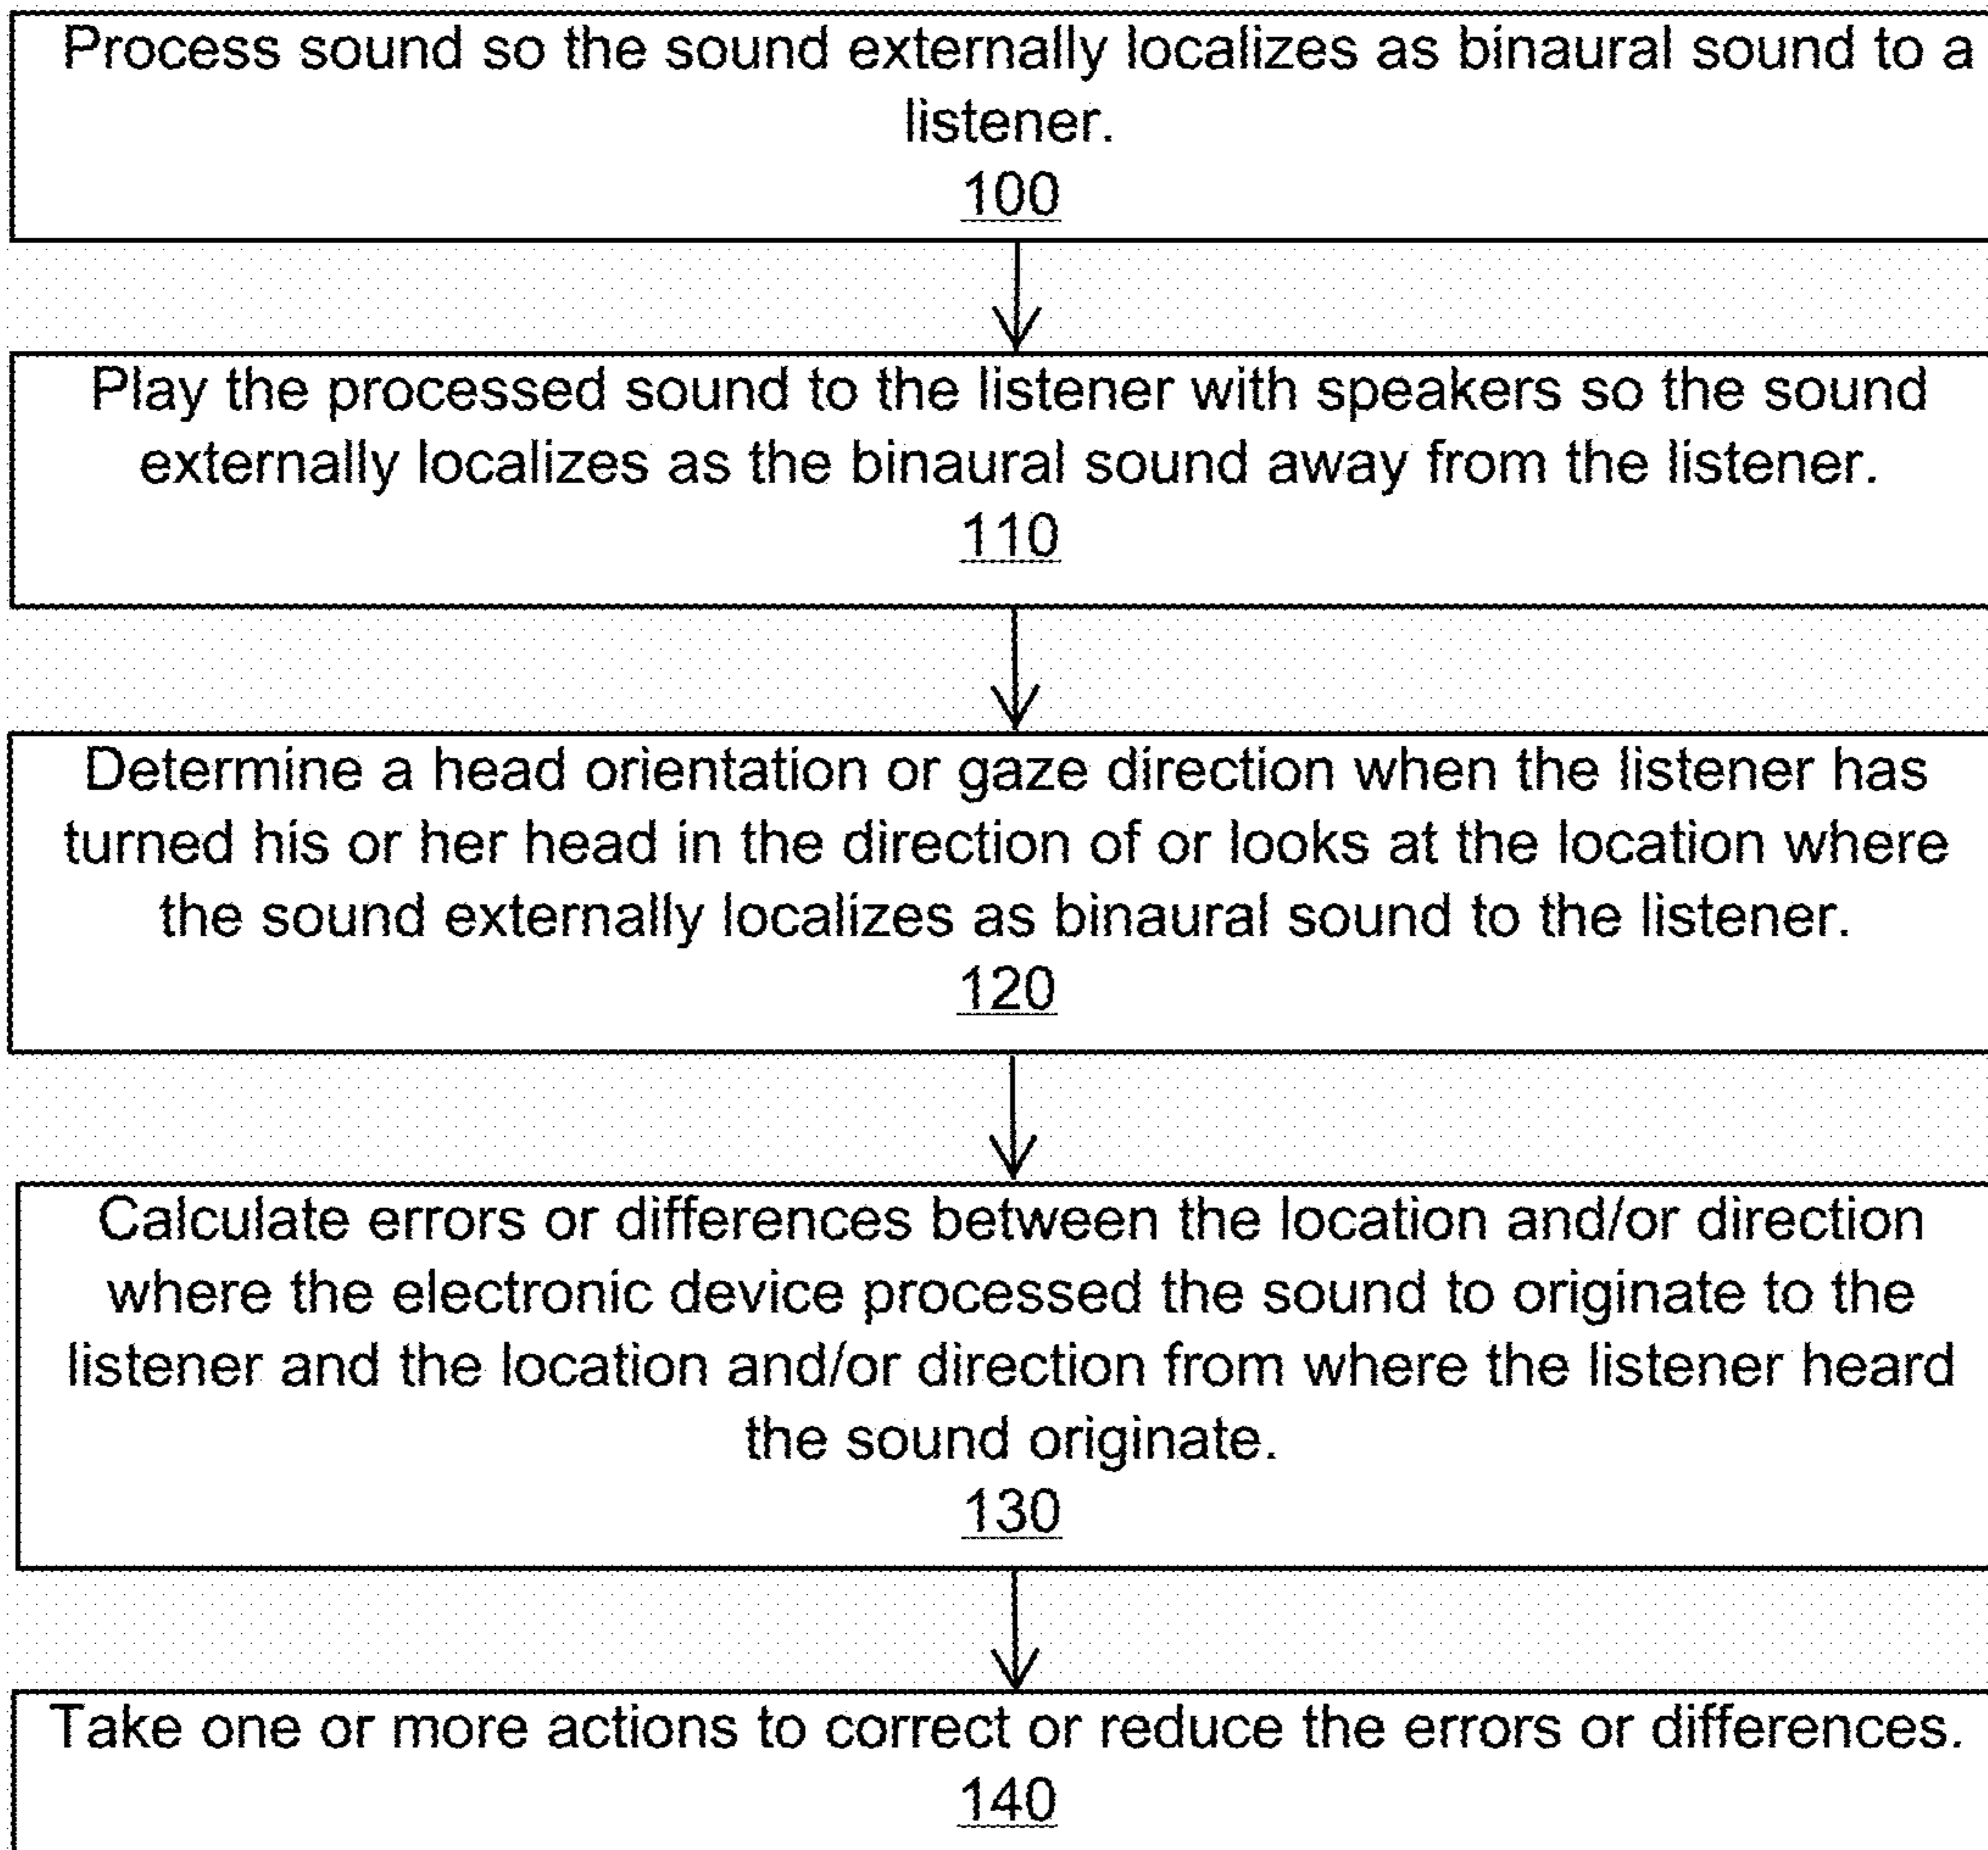 Process sound so the sound externally localizes as binaural sound to a
listener.
100
Play the processed sound to the listener with speakers so the sound
externally localizes as the binaural sound away from the listener.
110
Determine a head orientation or gaze direction when the listener has
turned his or her head in the direction of or looks at the location where
the sound externally localizes as binaural sound to the listener.
120
Calculate errors or differences between the location and/or direction
where the electronic device processed the sound to originate to the
listener and the location and/or direction from where the listener heard
the sound originate.
130
Take one or more actions to correct or reduce the errors or differences.
140